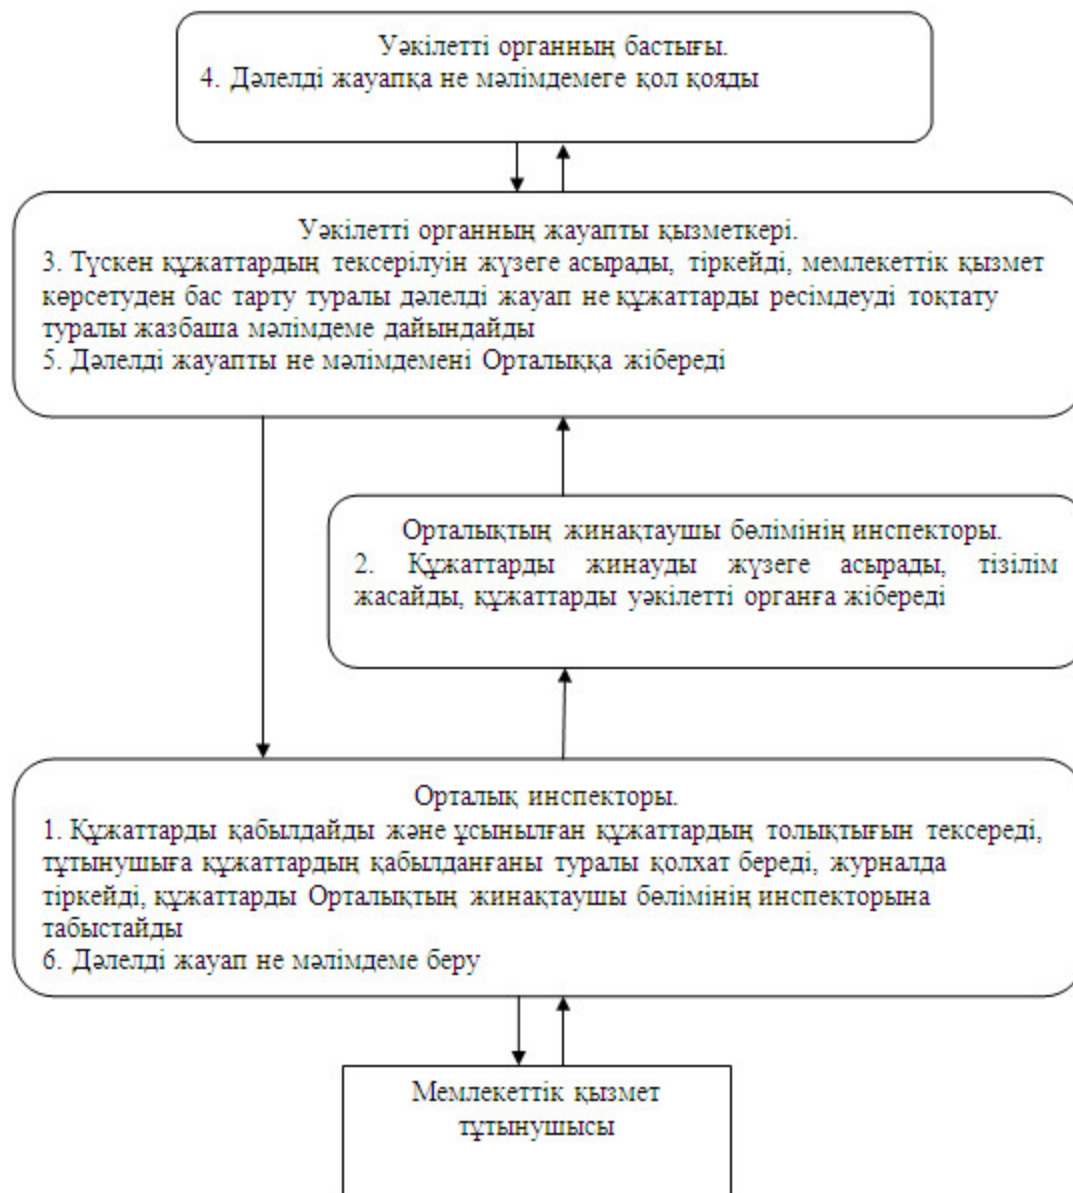 Уәкілетті органның бастығы.
4. Дәлелді жауапқа не мәлімдемеге қол қояды
Уәкілетті органның жауапты қызметкері.
3. Түскен құжаттардың тексерілуін жүзеге асырады, тіркейді, мемлекеттік қызмет
көрсетуден бас тарту туралы дәлелді жауап не құжаттарды ресімдеуді тоқтату
туралы жазбаша мәлімдеме дайындайды
5. Дәлелді жауапты не мәлімдемені Орталыққа жібереді
Орталықтың жинақтаушы бөлімінің инспекторы.
2. Құжаттарды жинауды жүзеге асырады, тізілім
жасайды, құжаттарды уәкілетті органға жібереді
Орталық инспекторы.
1. Құжаттарды қабылдайды және ұсынылған құжаттардың толықтығын тексереді,
тұтынушыға құжаттардың қабылданғаны туралы қолхат береді, журналда
тіркейді, құжаттарды Орталықтың жинақтаушы бөлімінің инспекторына
табыстайды
6. Дәлелді жауап не мәлімдеме беру
Мемлекеттік қызмет
тұтынушысы